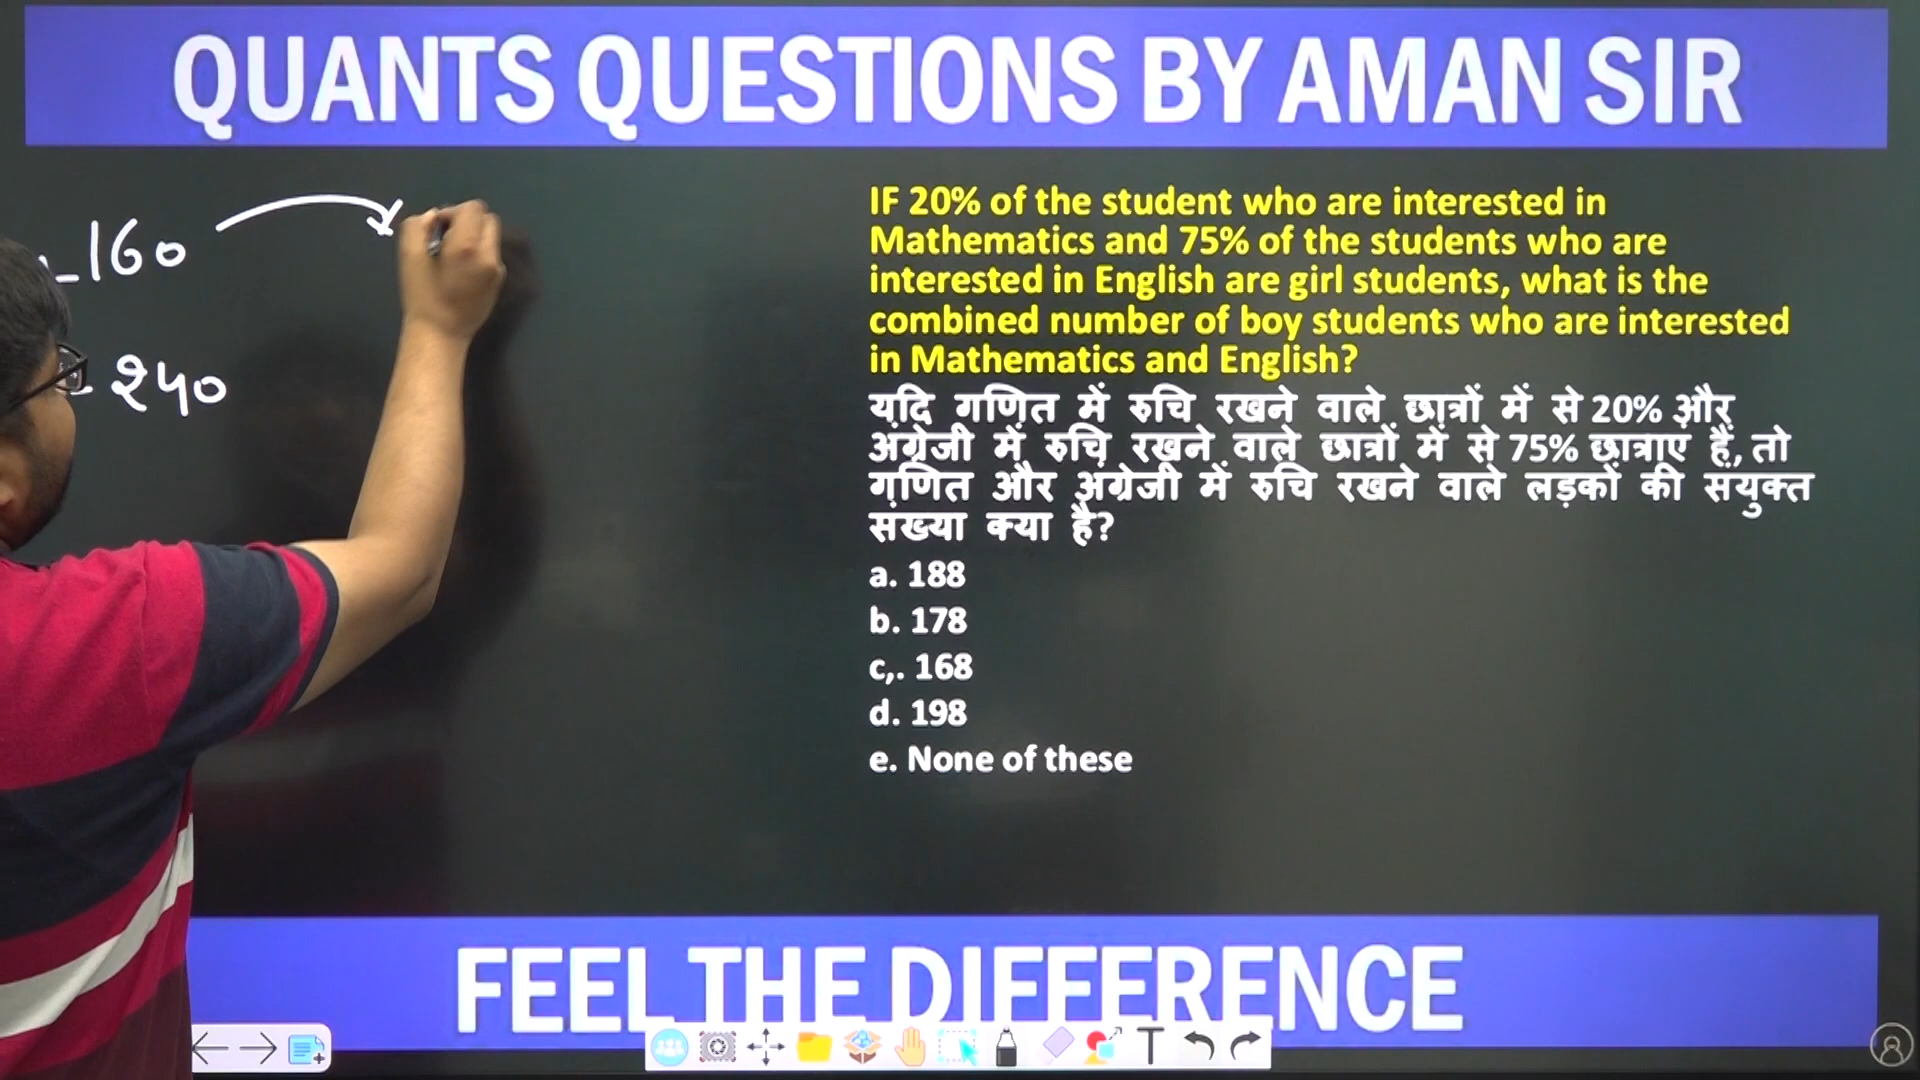 QUANTS QUESTIONS BY AMAN SIR
160
240
IF 20% of the student who are interested in
Mathematics and 75% of the students who are
interested in English are girl students, what is the
combined number of boy students who are interested
in Mathematics and English?
यदि गणित में रुचि रखने वाले छात्रों में से 20% और
अंग्रेजी में रुचि रखने वाले छात्रों में से 75% छात्राएं हैं, तो
गणित और अंग्रेजी में रुचि रखने वाले लड़कों की संयुक्त
संख्या क्या है?
a. 188
b. 178
c,. 168
d. 198
e. None of these
FEEL THE DIFFERENCE